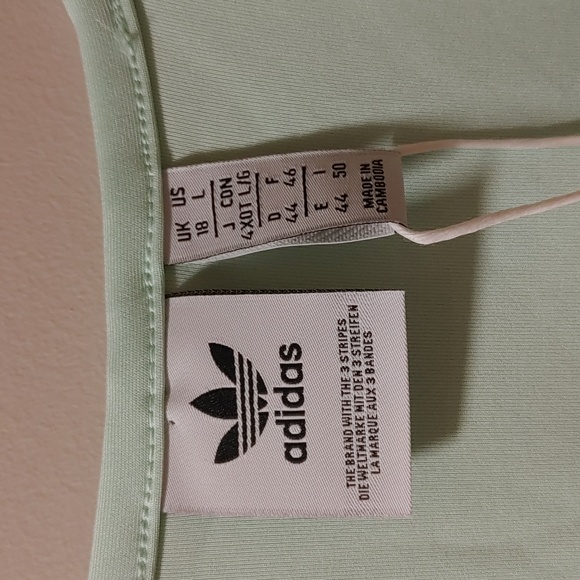 UK US
18 L
J CON
4XOT L/G
D F
44 46
E I
44 50
MADE IN
CAMBODIA
adidas
THE BRAND WITH THE 3 STRIPES
DIE WELTMARKE MIT DEN 3 STREIFEN
LA MARQUE AUX 3 BANDES